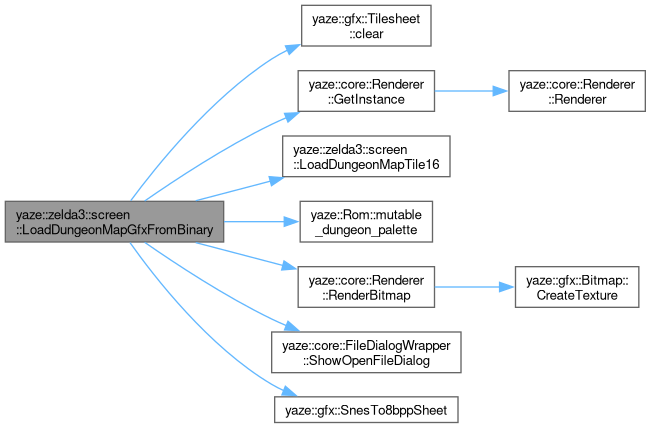 yaze::zelda3::screen
::LoadDungeonMapGfxFromBinary
yaze::gfx::Tilesheet
::clear
yaze::core::Renderer
::GetInstance
yaze::core::Renderer
::Renderer
yaze::zelda3::screen
::LoadDungeonMapTile16
yaze::Rom::mutable
_dungeon_palette
yaze::core::Renderer
::RenderBitmap
yaze::gfx::Bitmap::
CreateTexture
yaze::core::FileDialogWrapper
::ShowOpenFileDialog
yaze::gfx::SnesTo8bppSheet